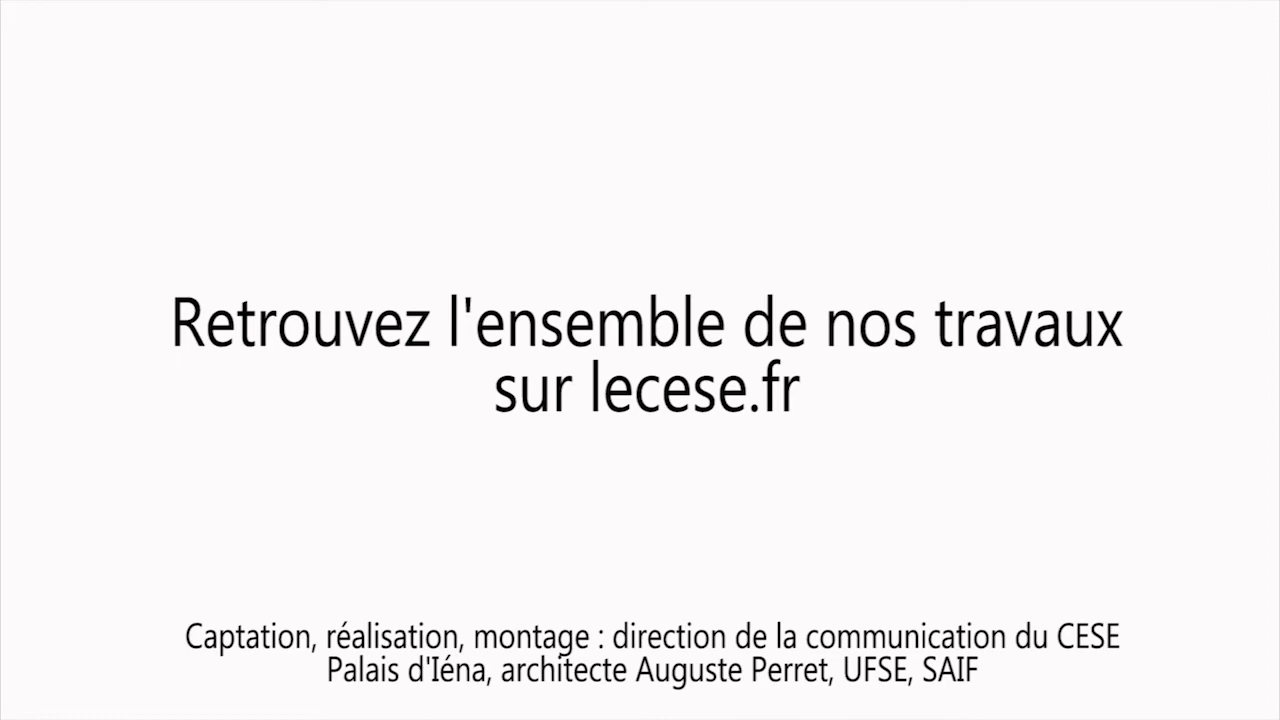 Retrouvez l'ensemble de nos travaux
sur lecese.fr
Captation, réalisation, montage : direction de la communication du CESE
Palais d'Iéna, architecte Auguste Perret, UFSE, SAIF